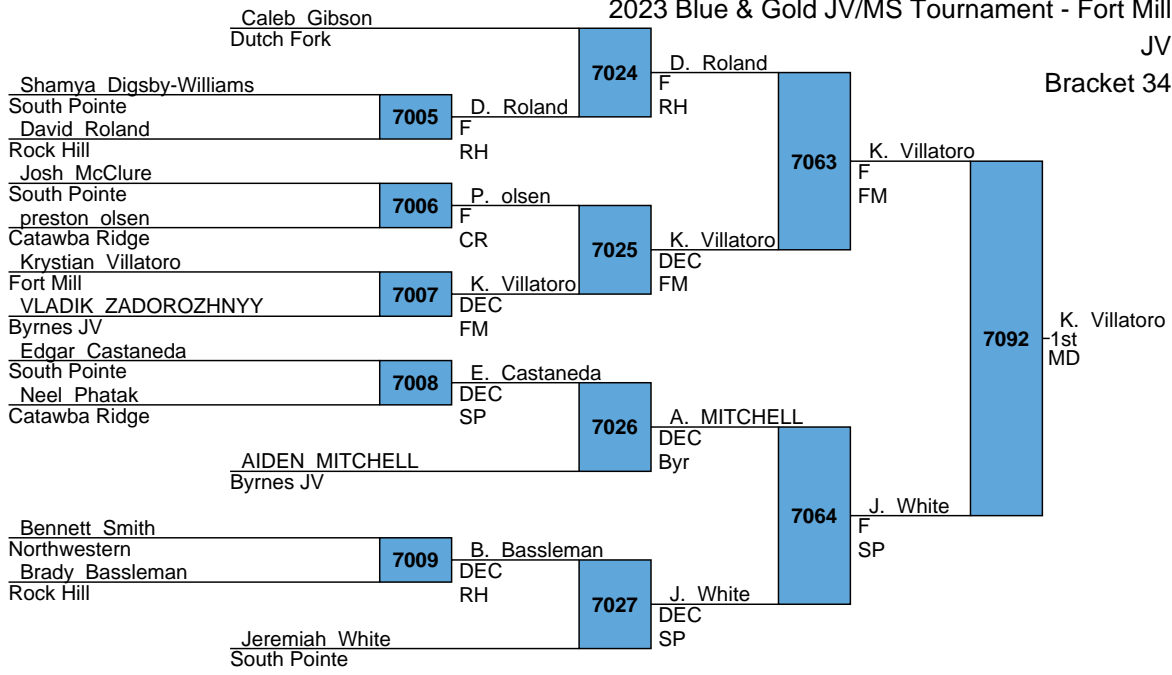 2023 Blue & Gold JV/MS Tournament - Fort Mill
JV
Bracket 34
Caleb Gibson
Dutch Fork
Shamya Digsby-Williams
South Pointe
David Roland
Rock Hill
Josh McClure
South Pointe
preston olsen
Catawba Ridge
Krystian Villatoro
Fort Mill
VLADIK ZADOROZHNYY
Byrnes JV
Edgar Castaneda
South Pointe
Neel Phatak
Catawba Ridge
AIDEN MITCHELL
Byrnes JV
Bennett Smith
Northwestern
Brady Bassleman
Rock Hill
Jeremiah White
South Pointe
7005
D. Roland
F
RH
7006
P. olsen
F
CR
7007
K. Villatoro
DEC
FM
7008
E. Castaneda
DEC
SP
7009
B. Bassleman
DEC
RH
7024
D. Roland
F
RH
7025
K. Villatoro
DEC
FM
7026
A. MITCHELL
DEC
Byr
7027
J. White
DEC
SP
7063
K. Villatoro
F
FM
7064
J. White
F
SP
7092
K. Villatoro
1st
MD